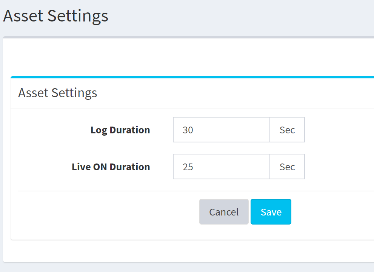 Asset Settings
Asset Settings
Log Duration 30 Sec
Live ON Duration 25 Sec
Cancel Save